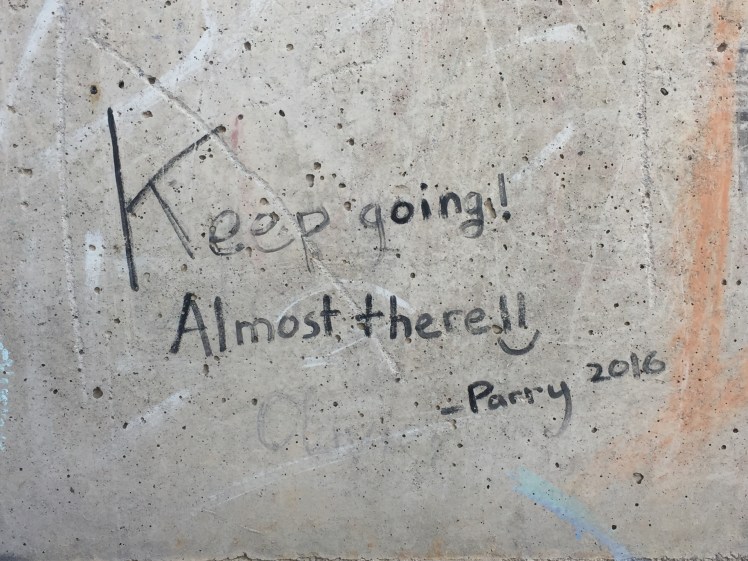 Keep going!
Almost there!!
-Parry 2016